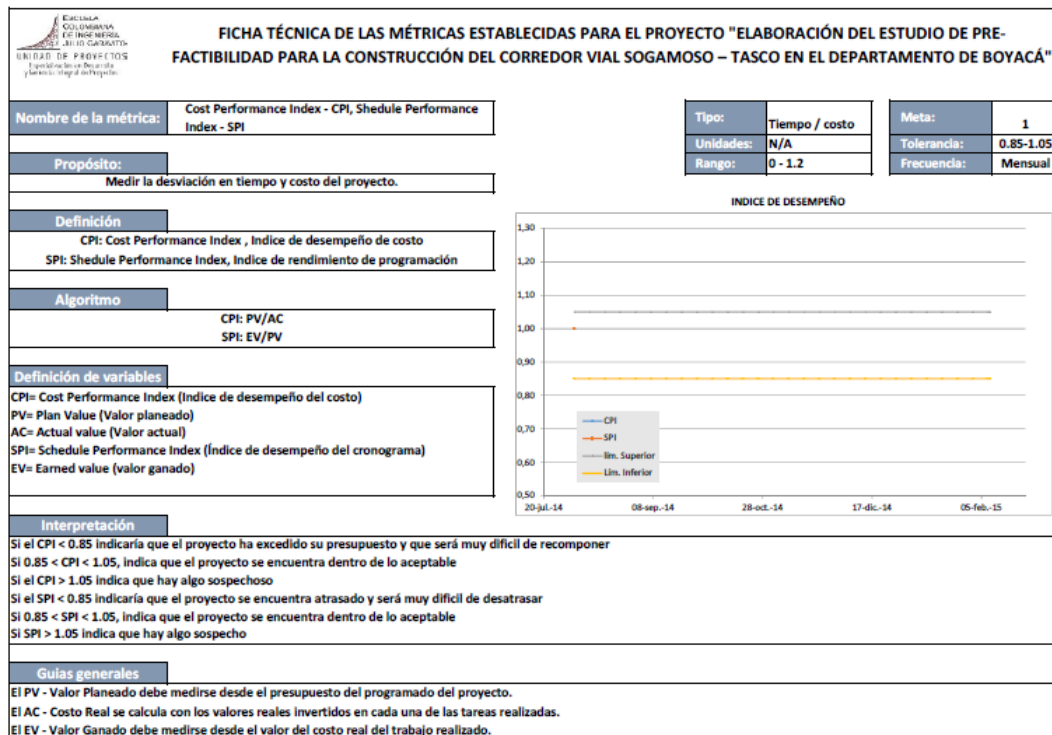 ESCUELA
COLOMBIANA
DE INGENIERÍA
JULIO GARAVITO
UNIDAD DE PROYECTOS
Especialización en Desarrollo
y Gerencia Integral de Proyectos
FICHA TÉCNICA DE LAS MÉTRICAS ESTABLECIDAS PARA EL PROYECTO "ELABORACIÓN DEL ESTUDIO DE PRE-
FACTIBILIDAD PARA LA CONSTRUCCIÓN DEL CORREDOR VIAL SOGAMOSO – TASCO EN EL DEPARTAMENTO DE BOYACÁ"
Nombre de la métrica:
Cost Performance Index - CPI, Shedule Performance
Index - SPI
Tipo: Tiempo / costo
Unidades: N/A
Rango: 0 - 1.2
Meta: 1
Tolerancia: 0.85-1.05
Frecuencia: Mensual
Propósito:
Medir la desviación en tiempo y costo del proyecto.
Definición
CPI: Cost Performance Index , Indice de desempeño de costo
SPI: Shedule Performance Index, Indice de rendimiento de programación
Algoritmo
CPI: PV/AC
SPI: EV/PV
Definición de variables
CPI= Cost Performance Index (Indice de desempeño del costo)
PV= Plan Value (Valor planeado)
AC= Actual value (Valor actual)
SPI= Schedule Performance Index (Índice de desempeño del cronograma)
EV= Earned value (valor ganado)
INDICE DE DESEMPEÑO
1,30
1,20
1,10
1,00
0,90
0,80
0,70
0,60
0,50
CPI
SPI
lím. Superior
Lim. Inferior
20-jul.-14 08-sep.-14 28-oct.-14 17-dic.-14 05-feb.-15
Interpretación
Si el CPI < 0.85 indicaría que el proyecto ha excedido su presupuesto y que será muy dificil de recomponer
Si 0.85 < CPI < 1.05, indica que el proyecto se encuentra dentro de lo aceptable
Si el CPI > 1.05 indica que hay algo sospechoso
Si el SPI < 0.85 indicaría que el proyecto se encuentra atrasado y será muy dificil de desatrasar
Si 0.85 < SPI < 1.05, indica que el proyecto se encuentra dentro de lo aceptable
Si SPI > 1.05 indica que hay algo sospecho
Guias generales
El PV - Valor Planeado debe medirse desde el presupuesto del programado del proyecto.
El AC - Costo Real se calcula con los valores reales invertidos en cada una de las tareas realizadas.
El EV - Valor Ganado debe medirse desde el valor del costo real del trabajo realizado.